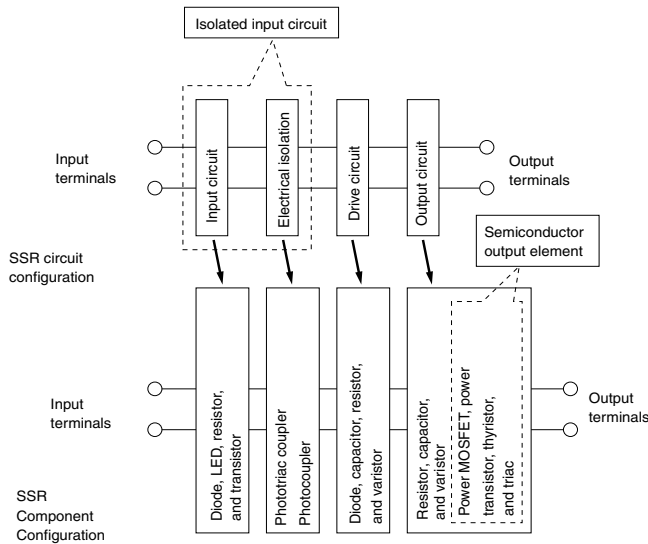 Isolated input circuit
Input
terminals
Input circuit
Electrical isolation
Drive circuit
Output circuit
Output
terminals
SSR circuit
configuration
Semiconductor
output element
Input
terminals
Diode, LED, resistor,
and transistor
Phototriac coupler
Photocoupler
Diode, capacitor, resistor,
and varistor
Resistor, capacitor,
and varistor
Power MOSFET, power
transistor, thyristor,
and triac
Output
terminals
SSR
Component
Configuration